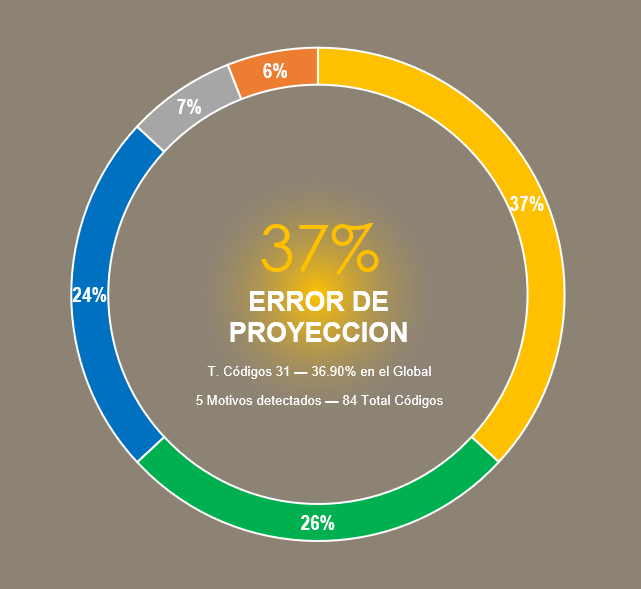 6%
7%
37%
37%
ERROR DE
PROYECCION
24%
T. Códigos 31 — 36.90% en el Global
5 Motivos detectados — 84 Total Códigos
26%